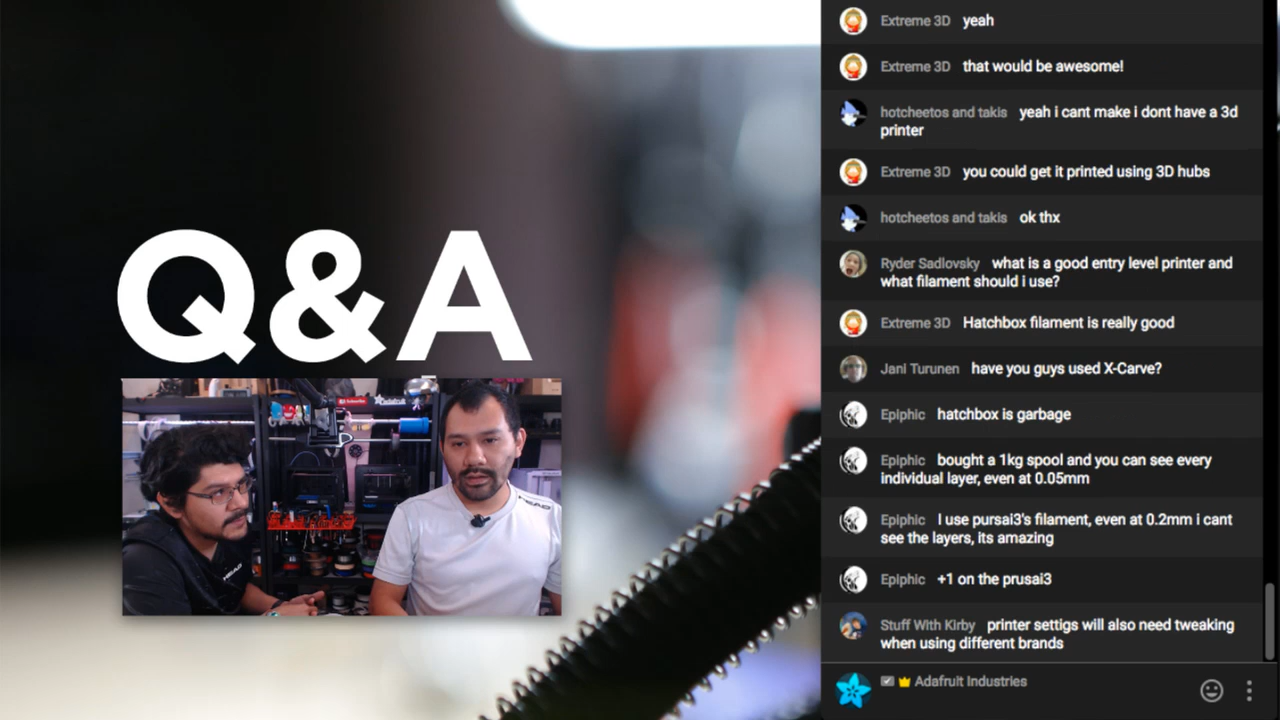 Q&A
HEAD
HEAD
Extreme 3D yeah
Extreme 3D that would be awesome!
hotcheetos and takis yeah i cant make i dont have a 3d
printer
Extreme 3D you could get it printed using 3D hubs
hotcheetos and takis ok thx
Ryder Sadlovsky what is a good entry level printer and
what filament should i use?
Extreme 3D Hatchbox filament is really good
Jani Turunen have you guys used X-Carve?
Epiphic hatchbox is garbage
Epiphic bought a 1kg spool and you can see every
individual layer, even at 0.05mm
Epiphic I use pursai3's filament, even at 0.2mm i cant
see the layers, its amazing
Epiphic +1 on the prusai3
Stuff With Kirby printer settigs will also need tweaking
when using different brands
Adafruit Industries